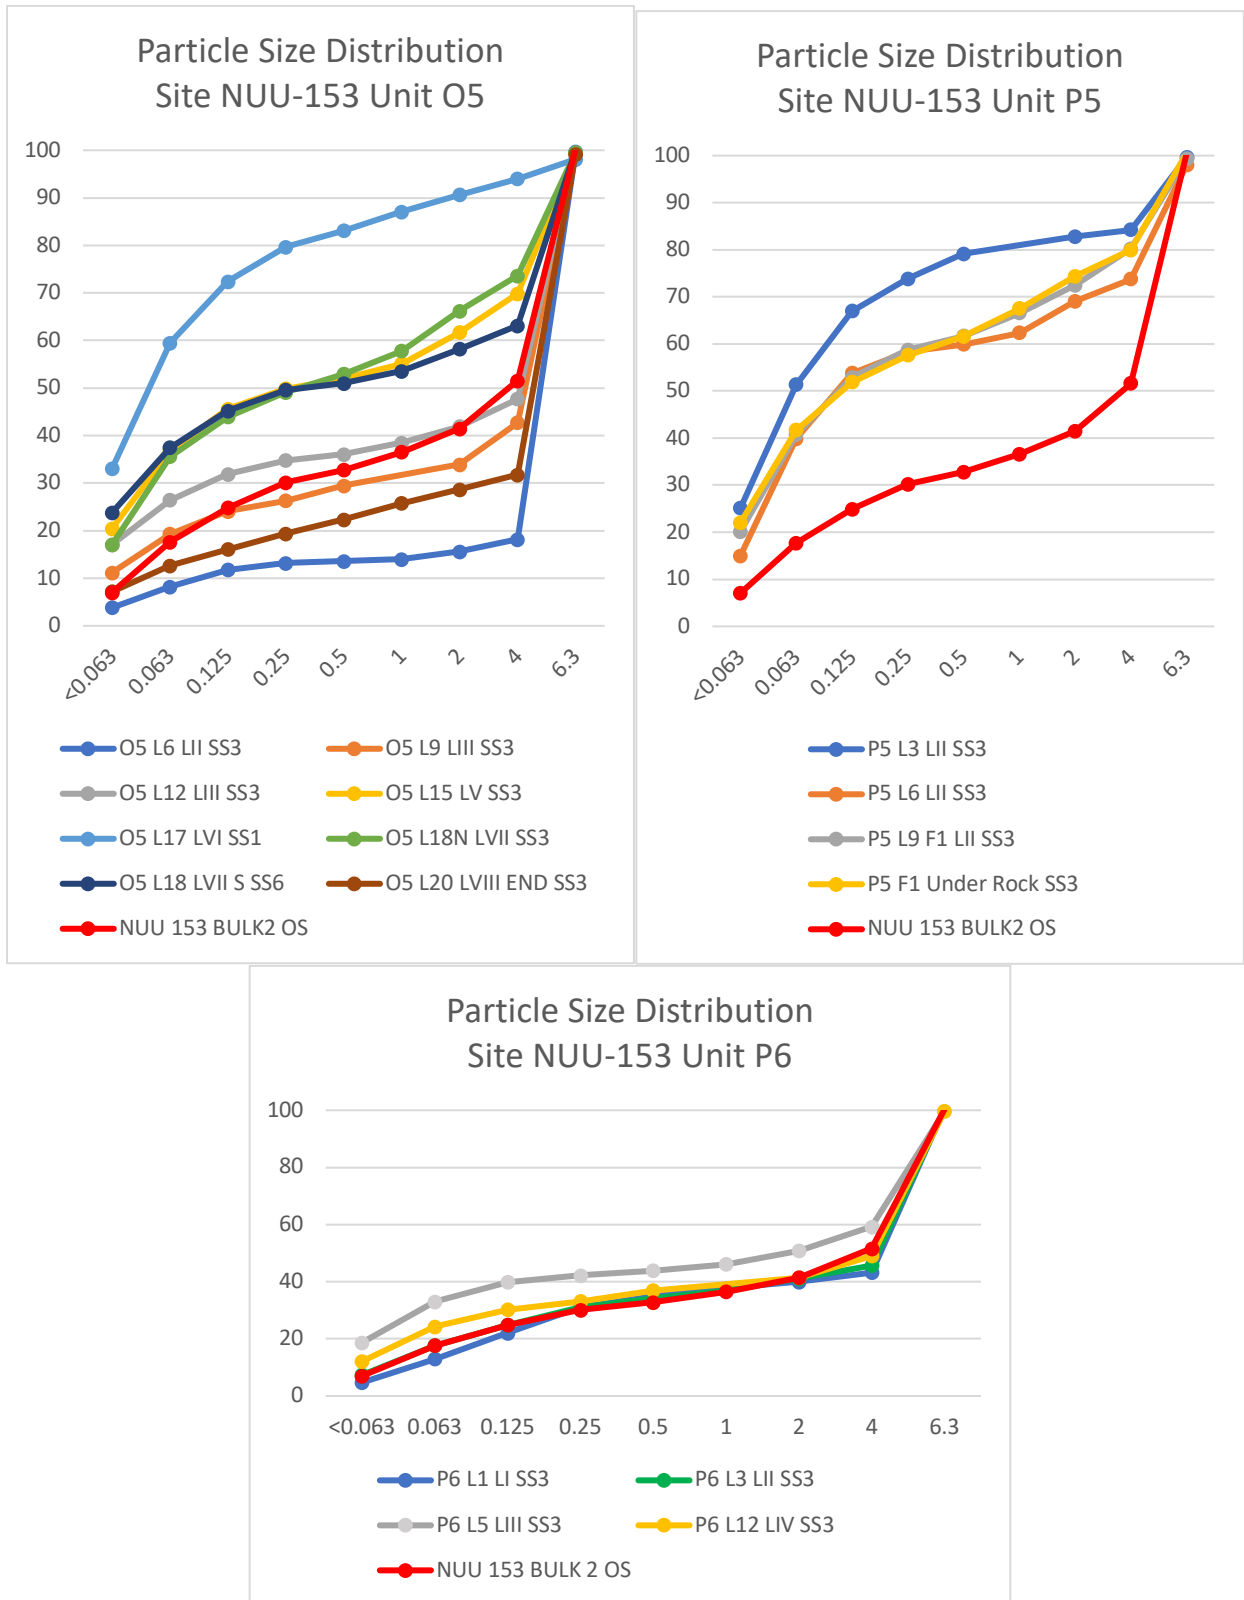 Particle Size Distribution
Site NUU-153 Unit O5
100
90
80
70
60
50
40
30
20
10
0
<0.063
0.063
0.125
0.25
0.5
1
2
4
6.3
O5 L6 LII SS3
O5 L9 LIII SS3
O5 L12 LIII SS3
O5 L15 LV SS3
O5 L17 LVI SS1
O5 L18N LVII SS3
O5 L18 LVII S SS6
O5 L20 LVIII END SS3
NUU 153 BULK2 OS
Particle Size Distribution
Site NUU-153 Unit P5
100
90
80
70
60
50
40
30
20
10
0
<0.063
0.063
0.125
0.25
0.5
1
2
4
6.3
P5 L3 LII SS3
P5 L6 LII SS3
P5 L9 F1 LII SS3
P5 F1 Under Rock SS3
NUU 153 BULK2 OS
Particle Size Distribution
Site NUU-153 Unit P6
100
80
60
40
20
0
<0.063 0.063 0.125 0.25 0.5 1 2 4 6.3
P6 L1 LI SS3
P6 L3 LII SS3
P6 L5 LIII SS3
P6 L12 LIV SS3
NUU 153 BULK 2 OS